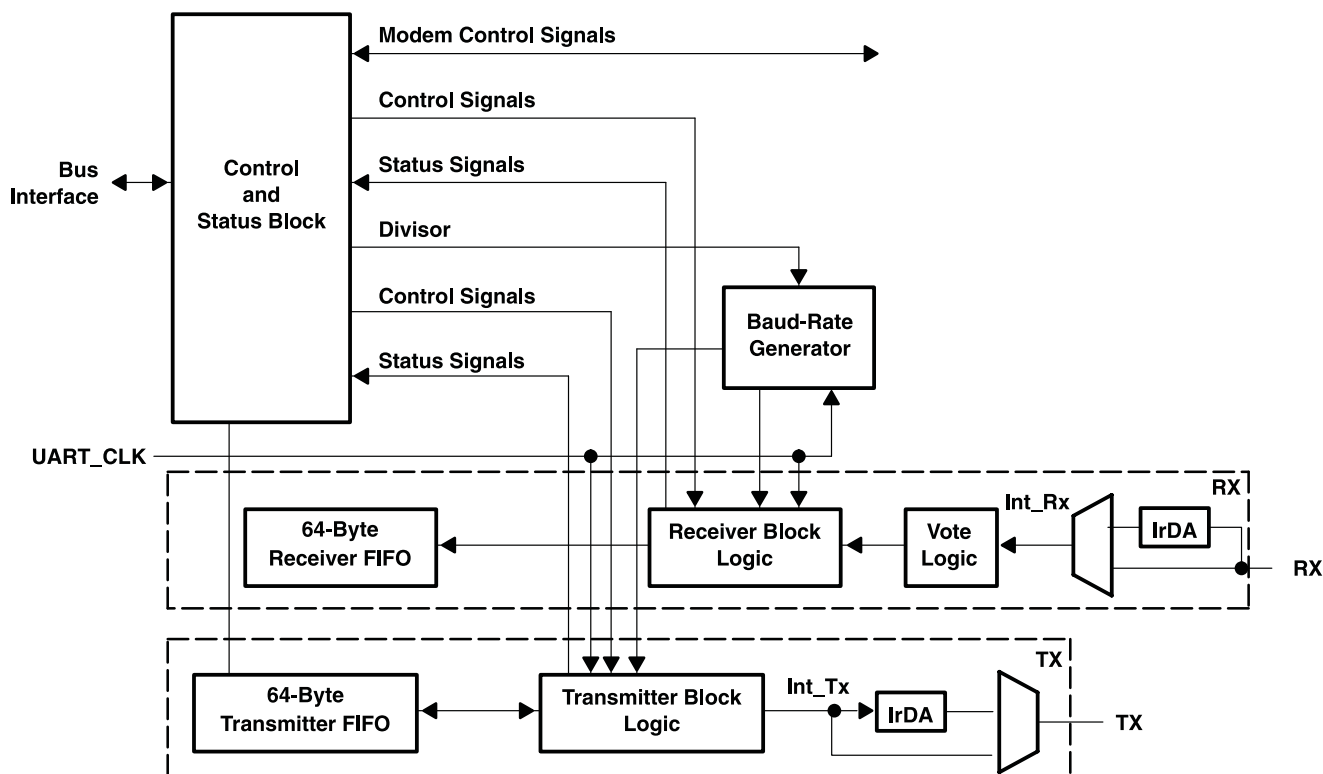 Modem Control Signals
Control Signals
Bus
Interface
Control
and
Status Block
Status Signals
Divisor
Control Signals
Baud-Rate
Generator
Status Signals
UART_CLK
RX
Int_Rx
64-Byte
Receiver FIFO
Receiver Block
Logic
Vote
Logic
IrDA
RX
TX
64-Byte
Transmitter FIFO
Transmitter Block
Logic
Int_Tx
IrDA
TX